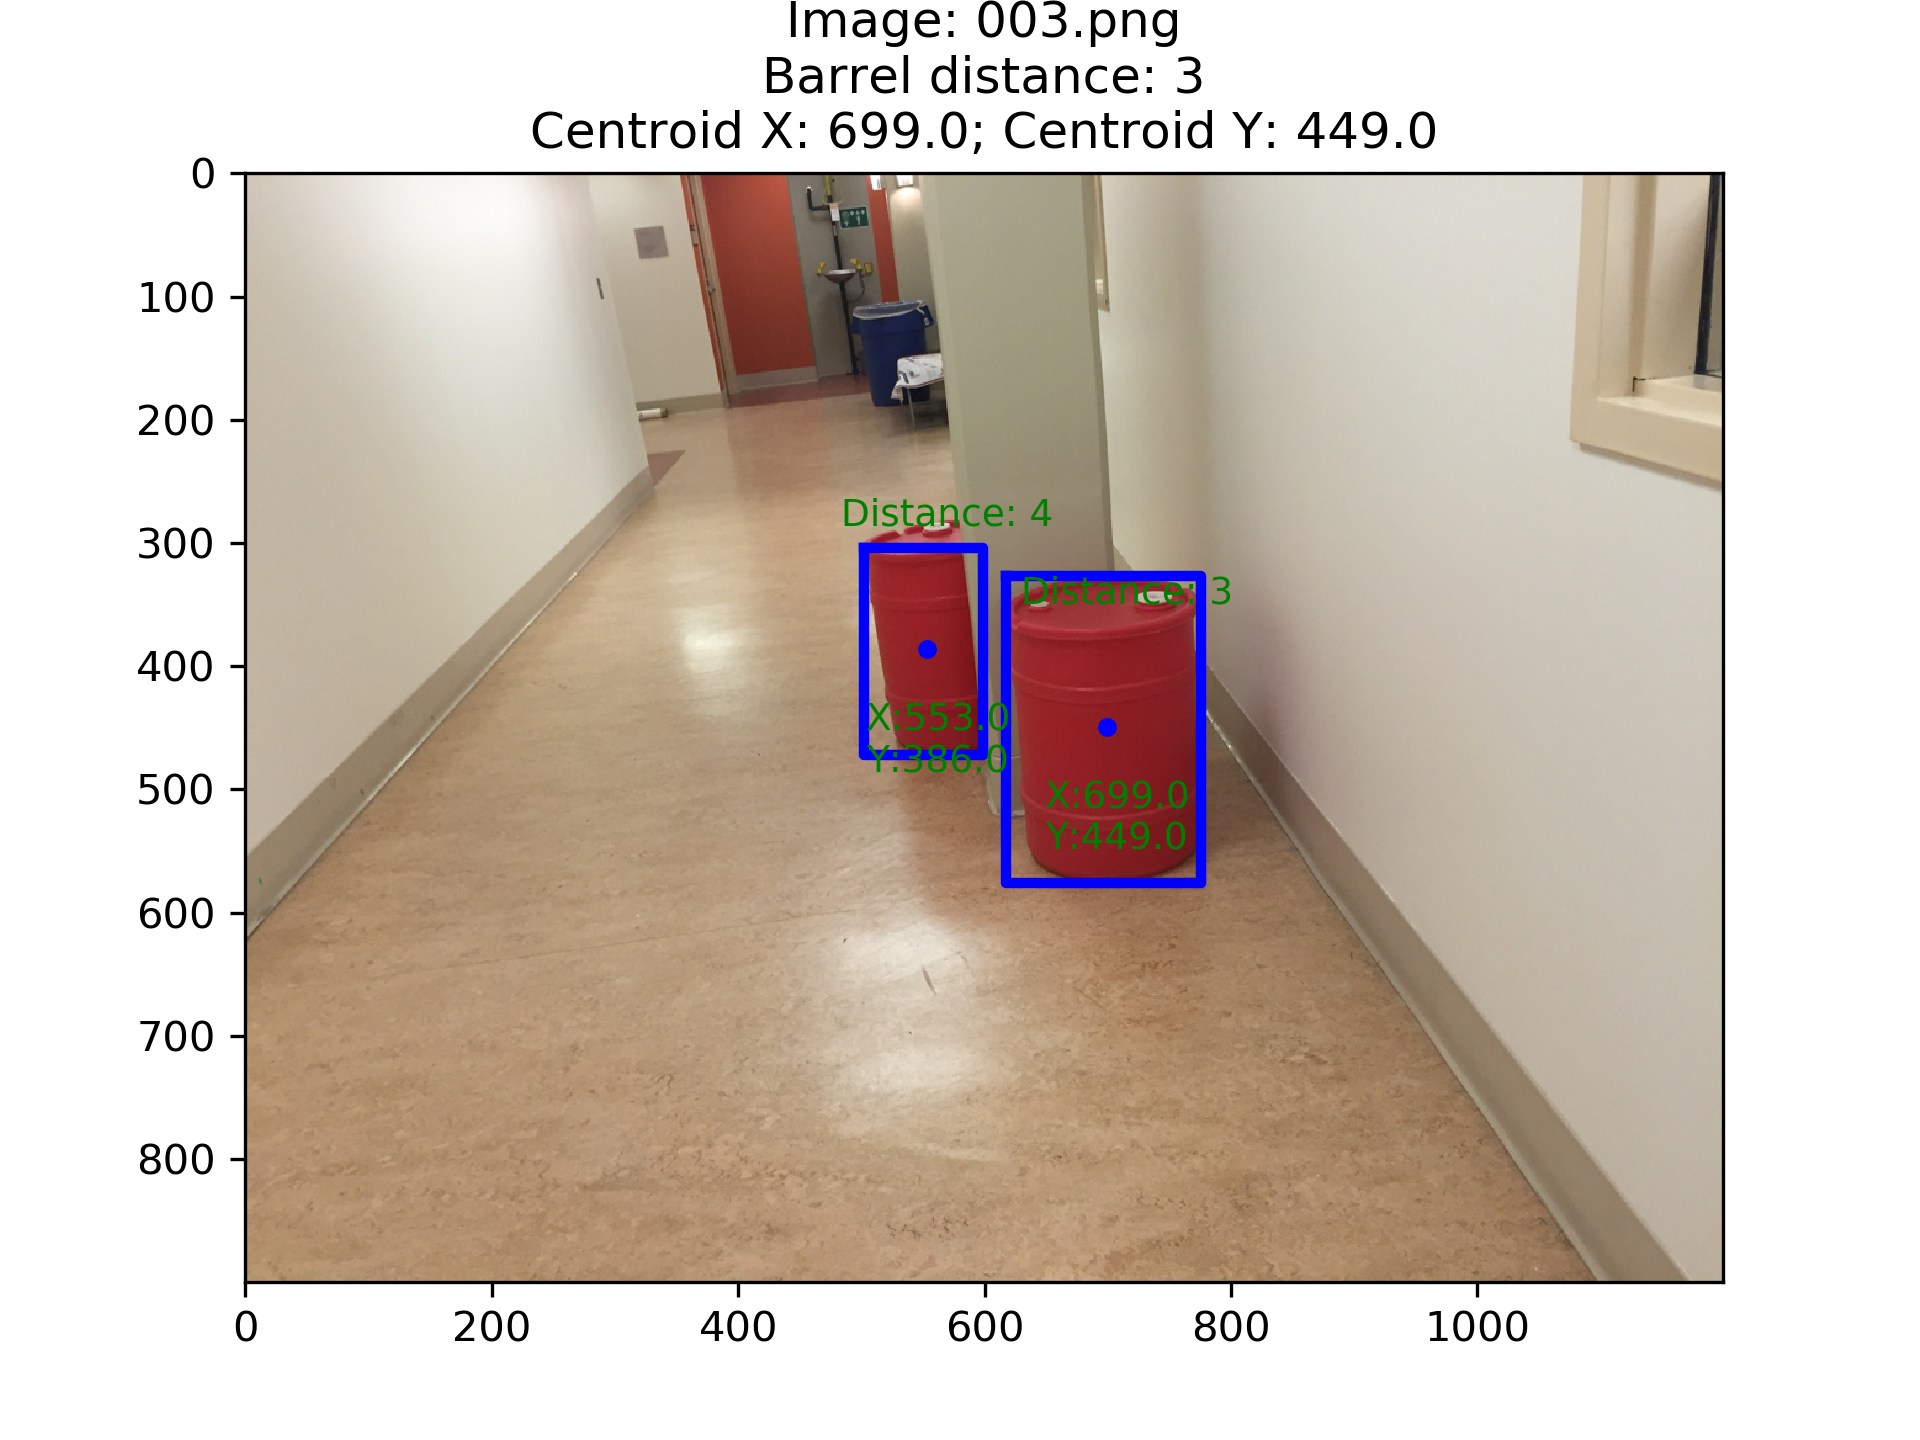 Image: 003.png
Barrel distance: 3
Centroid X: 699.0; Centroid Y: 449.0
0
100
200
300
400
500
600
700
800
Distance: 4
Distance: 3
X:553.0
Y:386.0
X:699.0
Y:449.0
0
200
400
600
800
1000